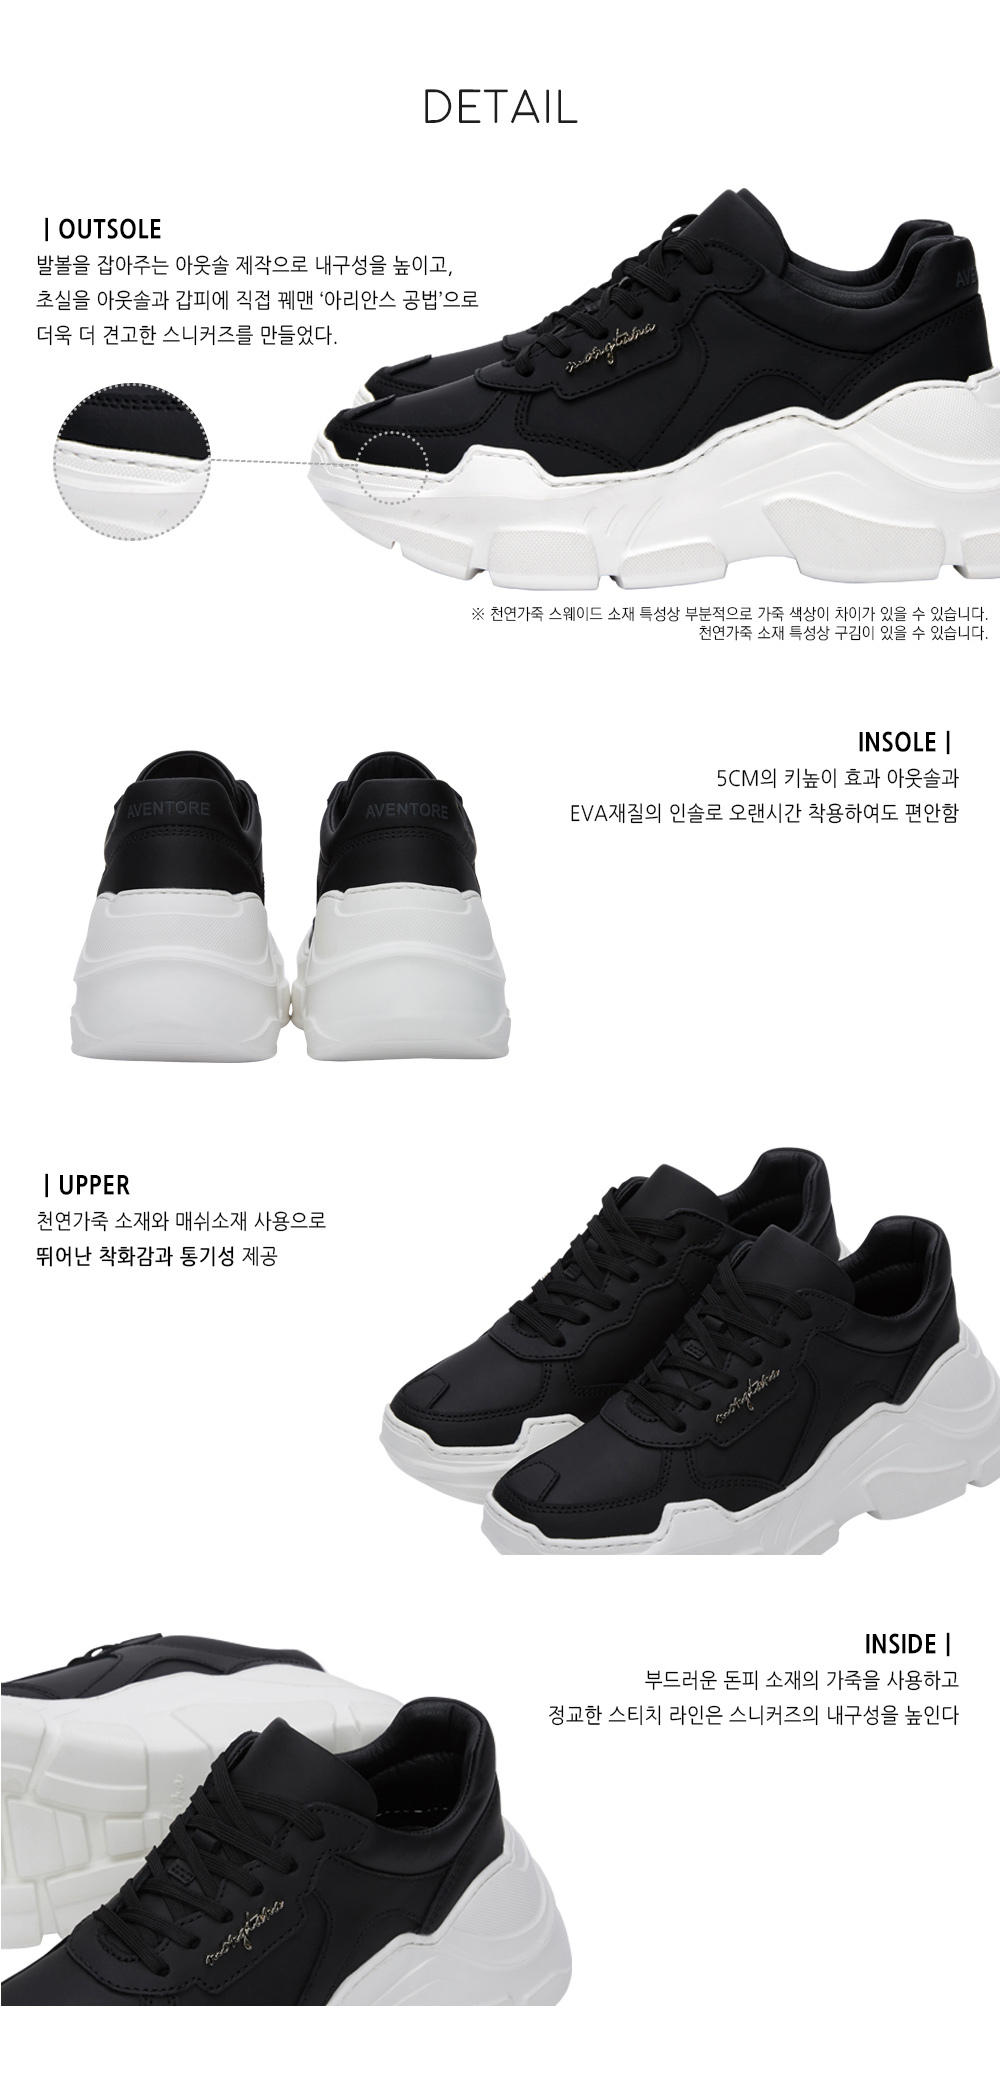 DETAIL
| OUTSOLE
발볼을 잡아주는 아웃솔 제작으로 내구성을 높이고,
초실을 아웃솔과 갑피에 직접 꿰맨 ‘아리안스 공법’으로
더욱 더 견고한 스니커즈를 만들었다.
mongtana
AVE
※ 천연가죽 스웨이드 소재 특성상 부분적으로 가죽 색상이 차이가 있을 수 있습니다.
천연가죽 소재 특성상 구김이 있을 수 있습니다.
INSOLE |
5CM의 키높이 효과 아웃솔과
EVA재질의 인솔로 오랜시간 착용하여도 편안함
AVENTORE
AVENTORE
| UPPER
천연가죽 소재와 매쉬소재 사용으로
뛰어난 착화감과 통기성 제공
mongtana
INSIDE |
부드러운 돈피 소재의 가죽을 사용하고
정교한 스티치 라인은 스니커즈의 내구성을 높인다
mongtana